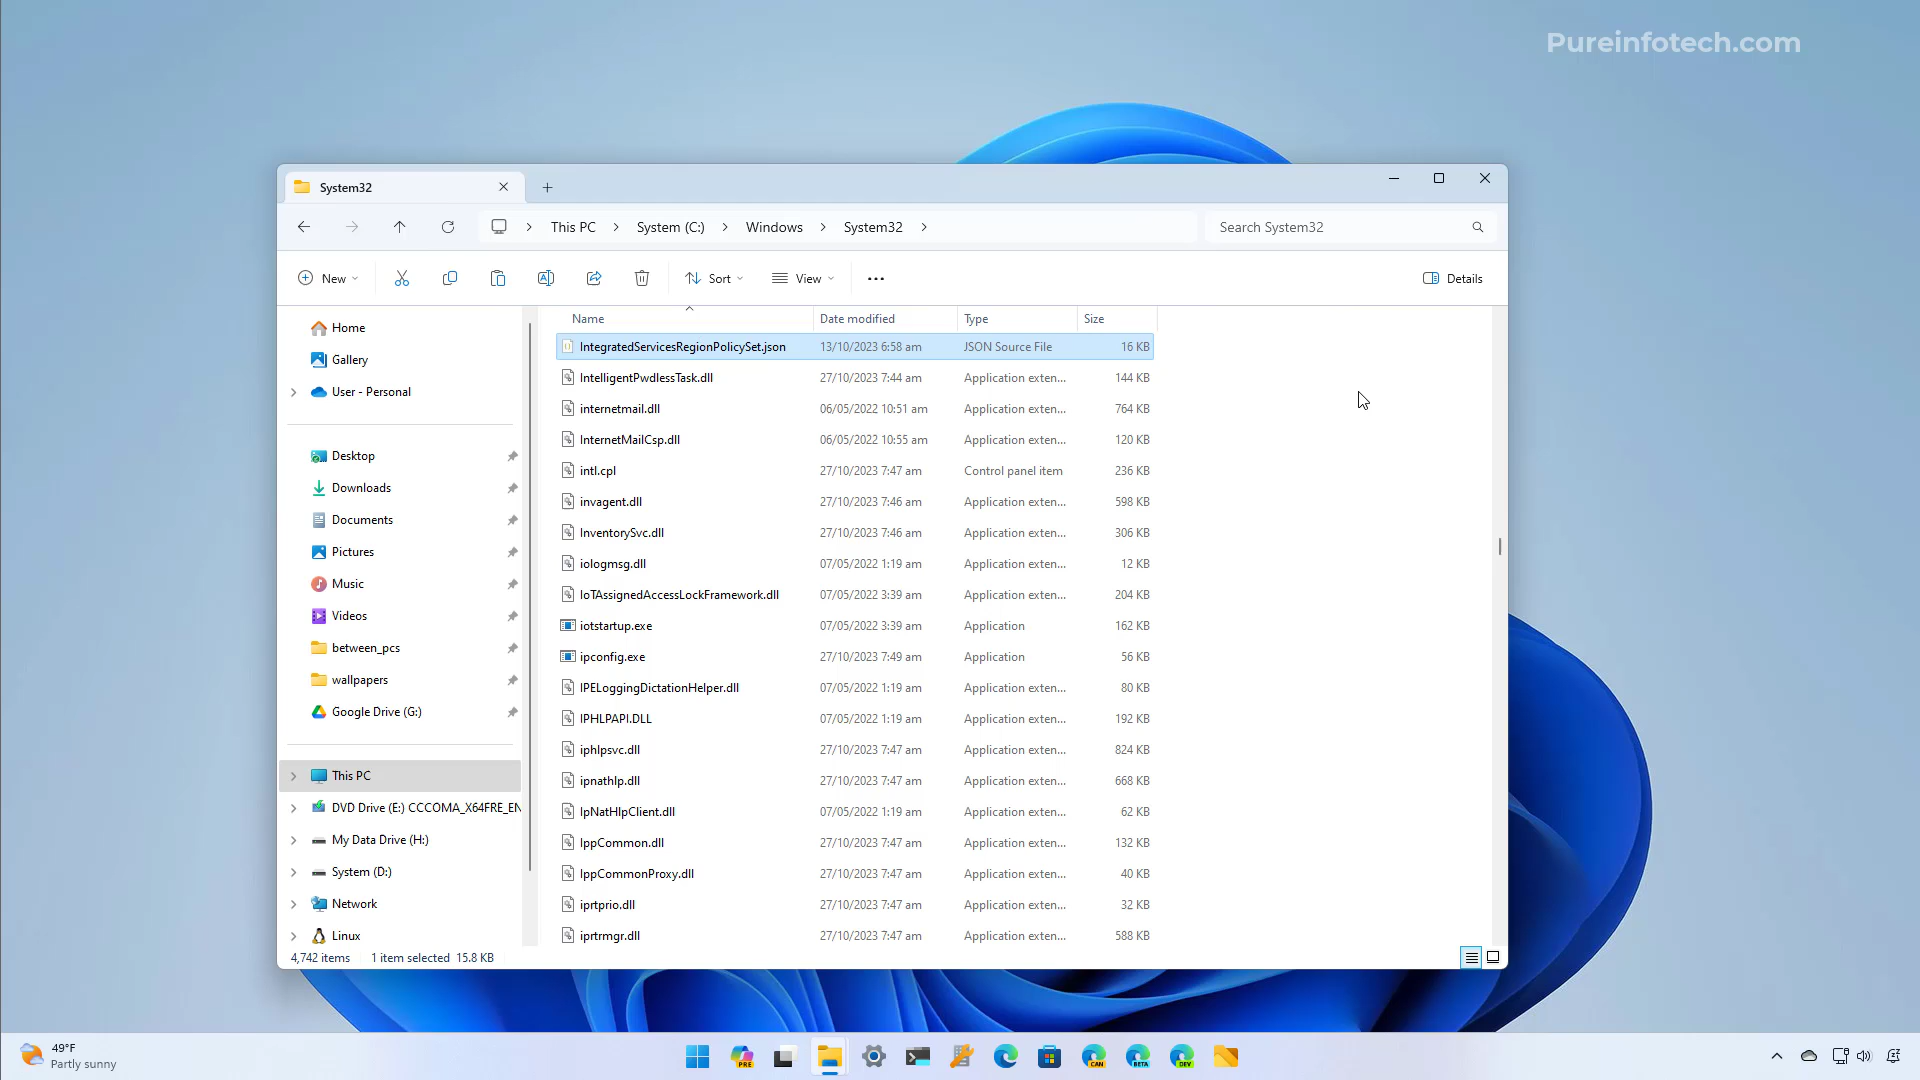 Pureinfotech.com
System32
This PC
System (C:)
Windows
System32
Search System32
New
Sort
View
Details
Home
Gallery
User - Personal
Desktop
Downloads
Documents
Pictures
Music
Videos
between_pcs
wallpapers
Google Drive (G:)
This PC
DVD Drive (E:) CCCOMA_X64FRE_EN
My Data Drive (H:)
System (D:)
Network
Linux
Name Date modified Type Size
IntegratedServicesRegionPolicySet.json 13/10/2023 6:58 am JSON Source File 16 KB
IntelligentPwdlessTask.dll 27/10/2023 7:44 am Application exten... 144 KB
internetmail.dll 06/05/2022 10:51 am Application exten... 764 KB
InternetMailCsp.dll 06/05/2022 10:55 am Application exten... 120 KB
intl.cpl 27/10/2023 7:47 am Control panel item 236 KB
invagent.dll 27/10/2023 7:46 am Application exten... 598 KB
InventorySvc.dll 27/10/2023 7:46 am Application exten... 306 KB
iologmsg.dll 07/05/2022 1:19 am Application exten... 12 KB
IoTAssignedAccessLockFramework.dll 07/05/2022 3:39 am Application exten... 204 KB
iotstartup.exe 07/05/2022 3:39 am Application 162 KB
ipconfig.exe 27/10/2023 7:49 am Application 56 KB
IPELoggingDictationHelper.dll 07/05/2022 1:19 am Application exten... 80 KB
IPHLPAPI.DLL 07/05/2022 1:19 am Application exten... 192 KB
iphlpsvc.dll 27/10/2023 7:47 am Application exten... 824 KB
ipnathlp.dll 27/10/2023 7:47 am Application exten... 668 KB
IpNatHlpClient.dll 07/05/2022 1:19 am Application exten... 62 KB
IppCommon.dll 27/10/2023 7:47 am Application exten... 132 KB
IppCommonProxy.dll 27/10/2023 7:47 am Application exten... 40 KB
iprtprio.dll 27/10/2023 7:47 am Application exten... 32 KB
iprtrmgr.dll 27/10/2023 7:47 am Application exten... 588 KB
4,742 items 1 item selected 15.8 KB
49°F
Partly sunny
PRE
CAN
BETA
DEV